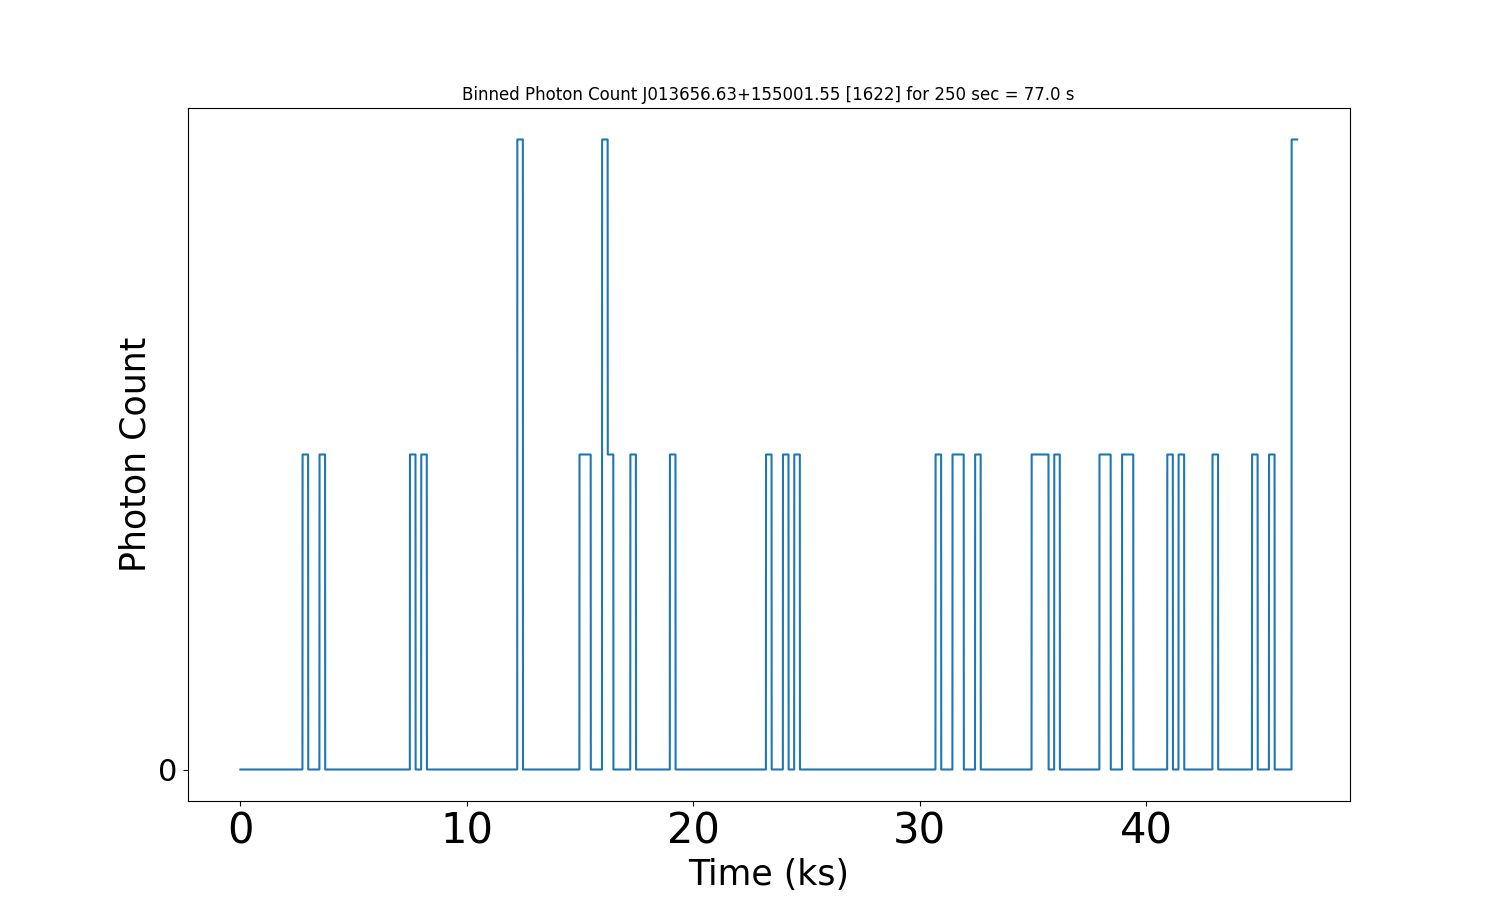 Binned Photon Count J013656.63+155001.55 [1622] for 250 sec = 77.0 s
Photon Count
0
0 10 20 30 40
Time (ks)